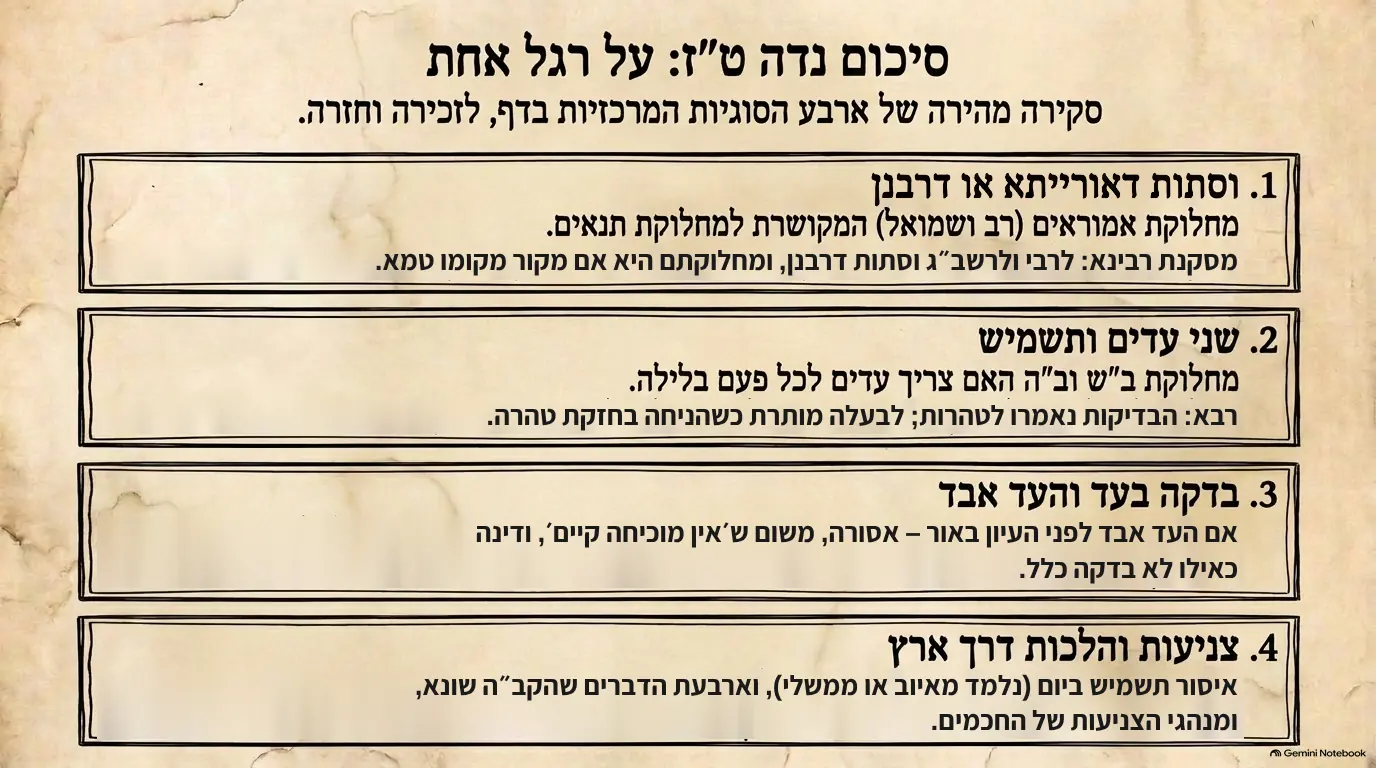 סיכום נדה ט"ז: על רגל אחת
סקירה מהירה של ארבע הסוגיות המרכזיות בדף, לזכירה וחזרה.
1. וסתות דאורייתא או דרבנן
מחלוקת אמוראים (רב ושמואל) המקושרת למחלוקת תנאים.
מסקנת רבינא: לרבי ולרשב״ג וסתות דרבנן, ומחלוקתם היא אם מקור מקומו טמא.
2. שני עדים ותשמיש
מחלוקת ב"ש וב"ה האם צריך עדים לכל פעם בלילה.
רבא: הבדיקות נאמרו לטהרות; לבעלה מותרת כשהניחה בחזקת טהרה.
3. בדקה בעד והעד אבד
אם העד אבד לפני העיון באור – אסורה, משום ש׳אין מוכיחה קיים׳, ודינה
כאילו לא בדקה כלל.
4. צניעות והלכות דרך ארץ
איסור תשמיש ביום (נלמד מאיוב או ממשלי), וארבעת הדברים שהקב״ה שונא,
ומנהגי הצניעות של החכמים.
Gemini Notebook